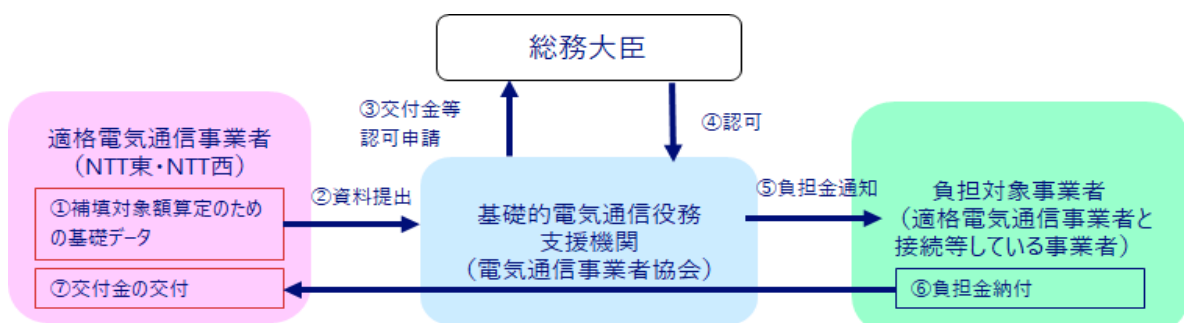 総務大臣
③交付金等
認可申請
④認可
適格電気通信事業者
（NTT東・NTT西）
①補填対象額算定のため
の基礎データ
⑦交付金の交付
②資料提出
基礎的電気通信役務
支援機関
（電気通信事業者協会）
⑤負担金通知
負担対象事業者
（適格電気通信事業者と
接続等している事業者）
⑥負担金納付